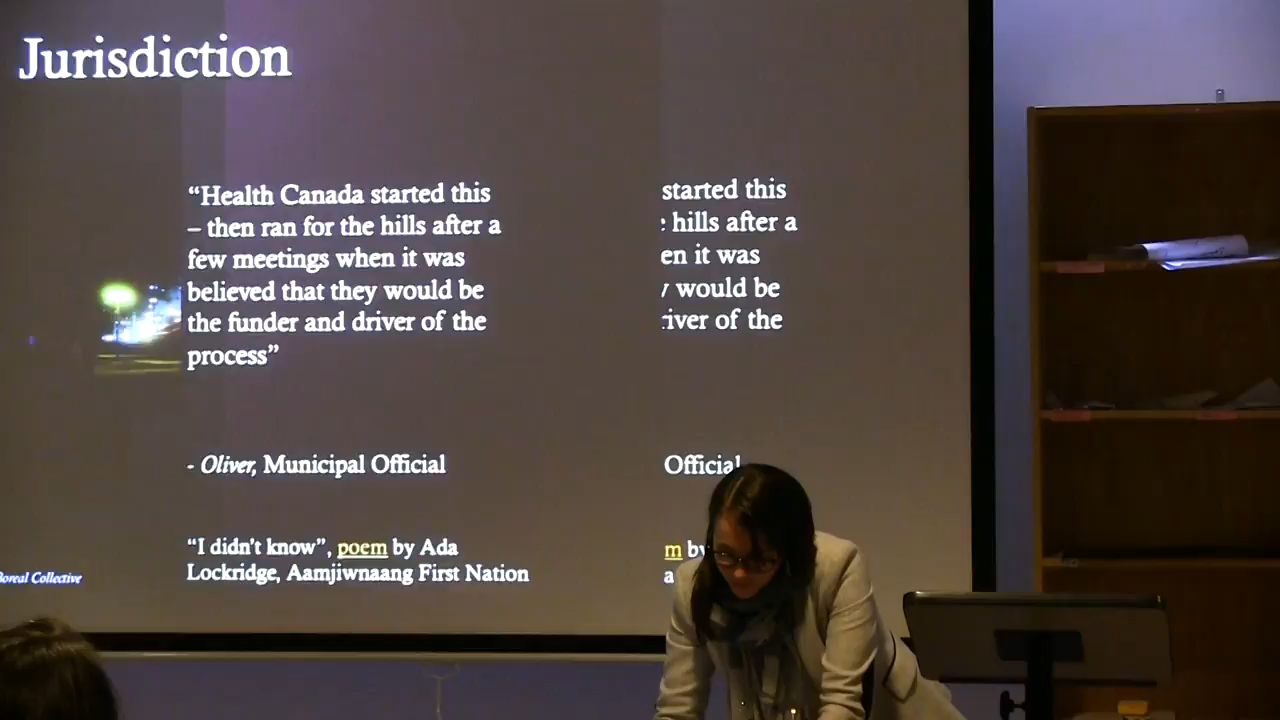 Jurisdiction
“Health Canada started this
– then ran for the hills after a
few meetings when it was
believed that they would be
the funder and driver of the
process”
- Oliver, Municipal Official
“I didn't know”, poem by Ada
Lockridge, Aamjiwnaang First Nation
started this
hills after a
en it was
would be
iver of the
Official
m by
a
Boreal Collective